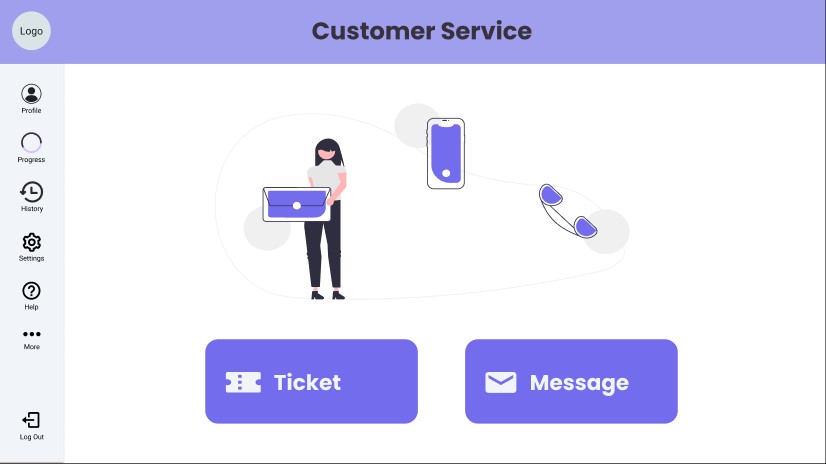 Logo
Customer Service
Profile
Progress
History
Settings
Help
More
Log Out
Ticket
Message